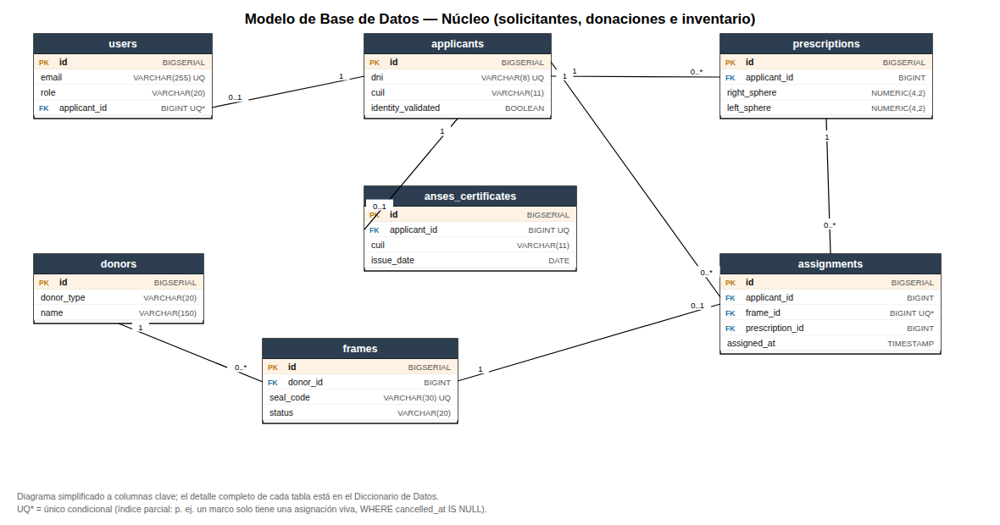 Modelo de Base de Datos — Núcleo (solicitantes, donaciones e inventario)
users
PK id BIGSERIAL
email VARCHAR(255) UQ
role VARCHAR(20)
FK applicant_id BIGINT UQ*
applicants
PK id BIGSERIAL
dni VARCHAR(8) UQ
cuil VARCHAR(11)
identity_validated BOOLEAN
prescriptions
PK id BIGSERIAL
FK applicant_id BIGINT
right_sphere NUMERIC(4,2)
left_sphere NUMERIC(4,2)
0..1
1
1
1
0..*
1
0..1
1
0..*
anses_certificates
PK id BIGSERIAL
FK applicant_id BIGINT UQ
cuil VARCHAR(11)
issue_date DATE
donors
PK id BIGSERIAL
donor_type VARCHAR(20)
name VARCHAR(150)
assignments
PK id BIGSERIAL
FK applicant_id BIGINT
FK frame_id BIGINT UQ*
FK prescription_id BIGINT
assigned_at TIMESTAMP
0..*
0..1
1
0..*
1
frames
PK id BIGSERIAL
FK donor_id BIGINT
seal_code VARCHAR(30) UQ
status VARCHAR(20)
Diagrama simplificado a columnas clave; el detalle completo de cada tabla está en el Diccionario de Datos.
UQ* = único condicional (índice parcial: p. ej. un marco solo tiene una asignación viva, WHERE cancelled_at IS NULL).